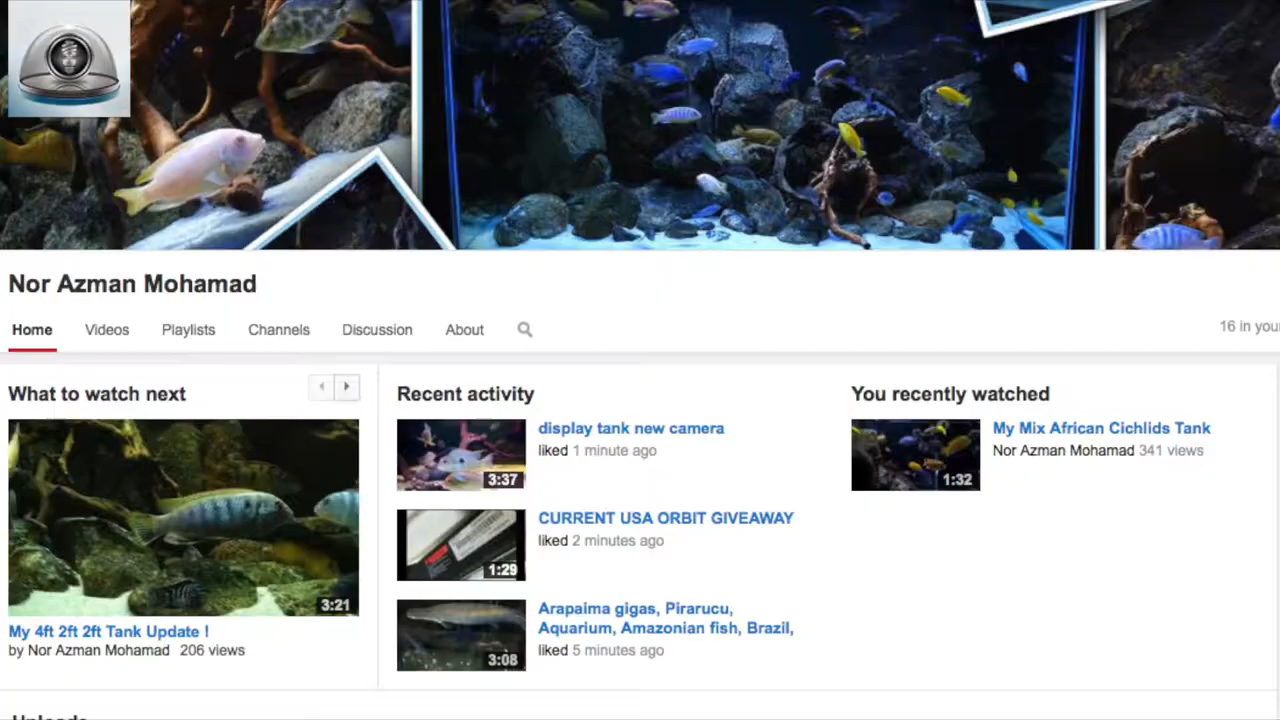 Nor Azman Mohamad
Home Videos Playlists Channels Discussion About
16 in your
What to watch next
3:21
My 4ft 2ft 2ft Tank Update !
by Nor Azman Mohamad 206 views
Recent activity
3:37
display tank new camera
liked 1 minute ago
1:29
CURRENT USA ORBIT GIVEAWAY
liked 2 minutes ago
3:08
Arapaima gigas, Pirarucu,
Aquarium, Amazonian fish, Brazil,
liked 5 minutes ago
You recently watched
1:32
My Mix African Cichlids Tank
Nor Azman Mohamad 341 views
Uploads